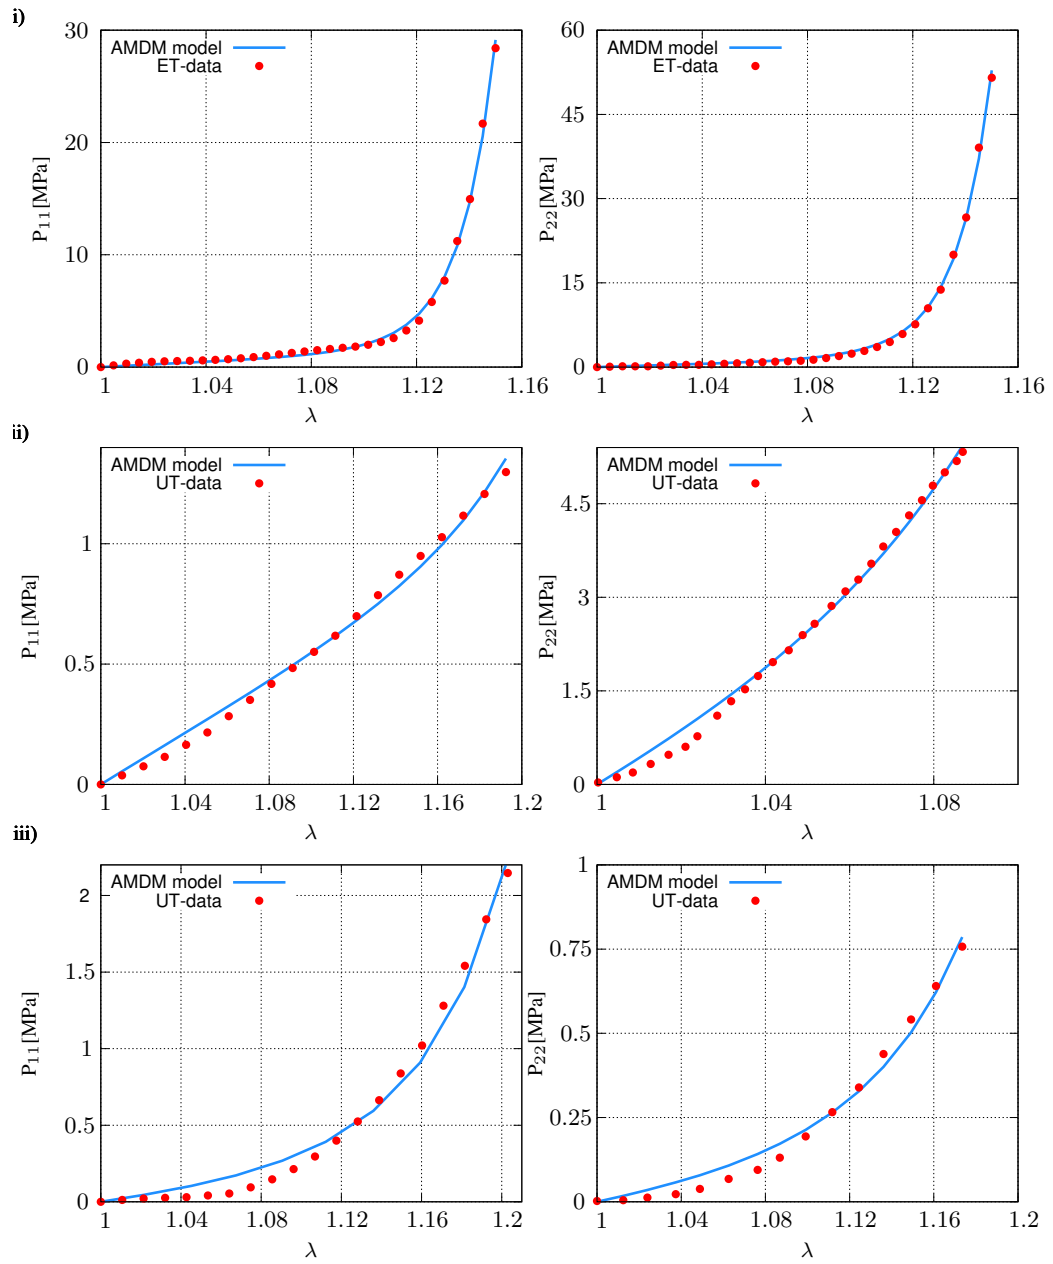 i)
30
20
10
0
1
1.04
1.08
1.12
1.16
P11[MPa]
λ
AMDM model
ET-data
60
45
30
15
0
1
1.04
1.08
1.12
1.16
P22[MPa]
λ
AMDM model
ET-data
ii)
1
0.5
0
1
1.04
1.08
1.12
1.16
1.2
P11[MPa]
λ
AMDM model
UT-data
4.5
3
1.5
0
1
1.04
1.08
P22[MPa]
λ
AMDM model
UT-data
iii)
2
1.5
1
0.5
0
1
1.04
1.08
1.12
1.16
1.2
P11[MPa]
λ
AMDM model
UT-data
1
0.75
0.5
0.25
0
1
1.04
1.08
1.12
1.16
1.2
P22[MPa]
λ
AMDM model
UT-data